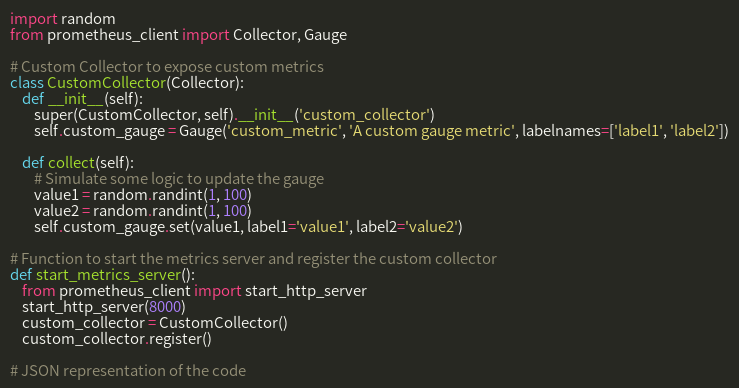 import random
from prometheus_client import Collector, Gauge
# Custom Collector to expose custom metrics
class CustomCollector(Collector):
def __init__(self):
super(CustomCollector, self).__init__('custom_collector')
self.custom_gauge = Gauge('custom_metric', 'A custom gauge metric', labelnames=['label1', 'label2'])
def collect(self):
# Simulate some logic to update the gauge
value1 = random.randint(1, 100)
value2 = random.randint(1, 100)
self.custom_gauge.set(value1, label1='value1', label2='value2')
# Function to start the metrics server and register the custom collector
def start_metrics_server():
from prometheus_client import start_http_server
start_http_server(8000)
custom_collector = CustomCollector()
custom_collector.register()
# JSON representation of the code